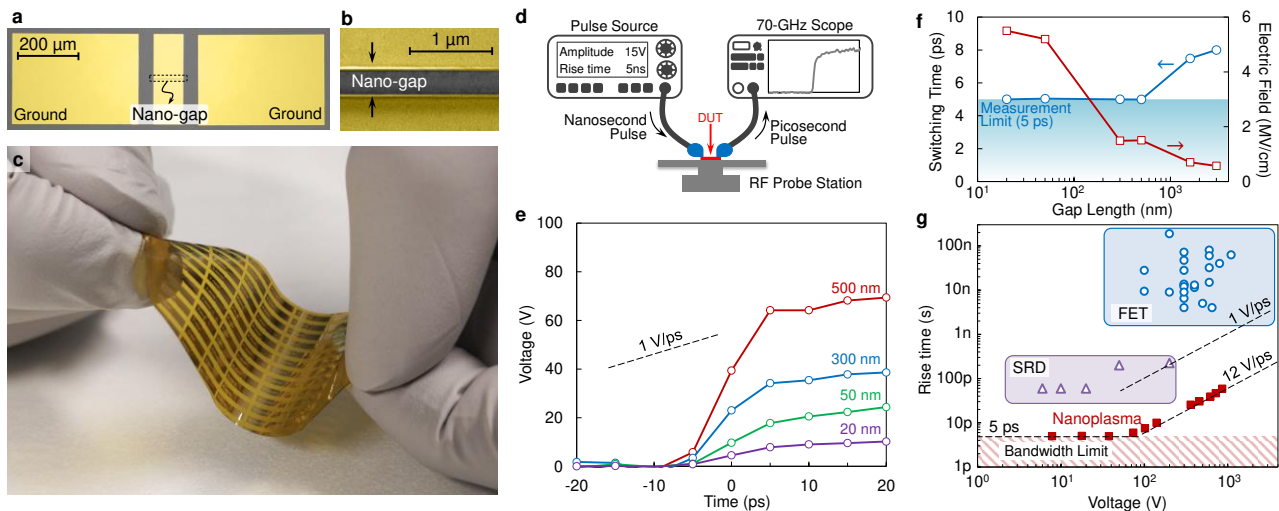 a
200 µm
Ground
Nano-gap
Ground
b
1 µm
Nano-gap
c
d
Pulse Source
70-GHz Scope
Amplitude 15V
Rise time 5ns
Nanosecond
Pulse
DUT
Picosecond
Pulse
RF Probe Station
e
100
80
60
40
20
0
Voltage (V)
1 V/ps
500 nm
300 nm
50 nm
20 nm
-20
-10
0
10
20
Time (ps)
f
10
8
6
4
2
0
Switching Time (ps)
Measurement
Limit (5 ps)
6
5
4
3
2
1
0
Electric Field (MV/cm)
10¹
10²
10³
Gap Length (nm)
g
100n
10n
1n
100p
10p
1p
Rise time (s)
FET
1 V/ps
SRD
12 V/ps
Nanoplasma
5 ps
Bandwidth Limit
10⁰
10¹
10²
10³
Voltage (V)